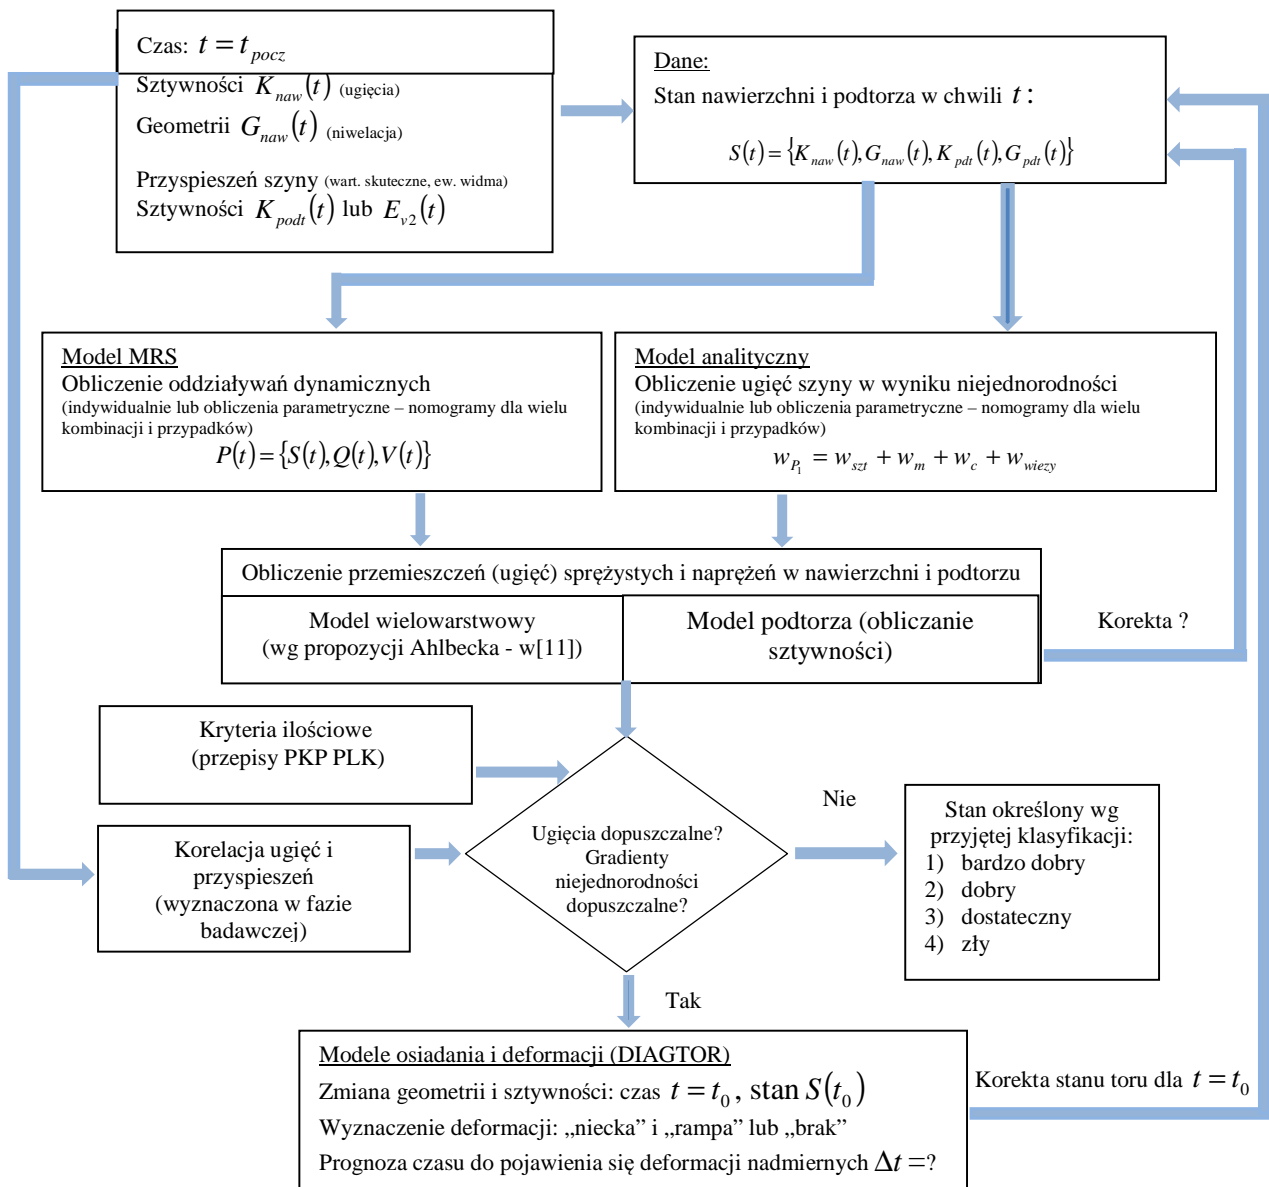 Czas: t = t_pocz
Sztywności K_naw(t) (ugięcia)
Geometrii G_naw(t) (niwelacja)
Przyspieszeń szyny (wart. skuteczne, ew. widma)
Sztywności K_podt(t) lub E_v2(t)
Dane:
Stan nawierzchni i podtorza w chwili t:
S(t) = {K_naw(t), G_naw(t), K_pdt(t), G_pdt(t)}
Model MRS
Obliczenie oddziaływań dynamicznych
(indywidualnie lub obliczenia parametryczne – nomogramy dla wielu
kombinacji i przypadków)
P(t) = {S(t), Q(t), V(t)}
Model analityczny
Obliczenie ugięć szyny w wyniku niejednorodności
(indywidualnie lub obliczenia parametryczne – nomogramy dla wielu
kombinacji i przypadków)
w_P1 = w_szt + w_m + w_c + w_wiezy
Obliczenie przemieszczeń (ugięć) sprężystych i naprężeń w nawierzchni i podtorzu
Model wielowarstwowy
(wg propozycji Ahlbecka - w[11])
Model podtorza (obliczanie
sztywności)
Korekta ?
Kryteria ilościowe
(przepisy PKP PLK)
Korelacja ugięć i
przyspieszeń
(wyznaczona w fazie
badawczej)
Ugięcia dopuszczalne?
Gradienty
niejednorodności
dopuszczalne?
Nie
Stan określony wg
przyjętej klasyfikacji:
1) bardzo dobry
2) dobry
3) dostateczny
4) zły
Tak
Modele osiadania i deformacji (DIAGTOR)
Zmiana geometrii i sztywności: czas t = t_0, stan S(t_0)
Wyznaczenie deformacji: „niecka” i „rampa” lub „brak”
Prognoza czasu do pojawienia się deformacji nadmiernych Δt =?
Korekta stanu toru dla t = t_0